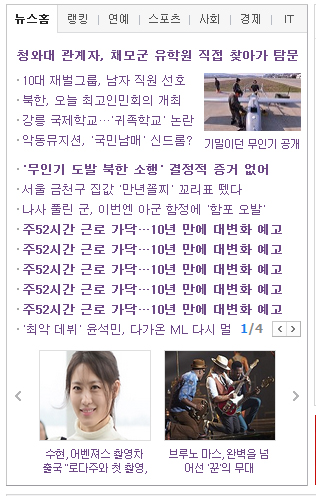 뉴스홈 랭킹 연예 스포츠 사회 경제 IT
청와대 관계자, 채모군 유학원 직접 찾아가 탐문
10대 재벌그룹, 남자 직원 선호
북한, 오늘 최고인민회의 개최
강릉 국제학교…'귀족학교' 논란
악동뮤지션, '국민남매' 신드롬?
기밀이던 무인기 공개
'무인기 도발 북한 소행' 결정적 증거 없어
서울 금천구 집값 '만년꼴찌' 꼬리표 뗐다
나사 풀린 군, 이번엔 아군 함정에 '함포 오발'
주52시간 근로 가닥…10년 만에 대변화 예고
주52시간 근로 가닥…10년 만에 대변화 예고
주52시간 근로 가닥…10년 만에 대변화 예고
주52시간 근로 가닥…10년 만에 대변화 예고
주52시간 근로 가닥…10년 만에 대변화 예고
'최악 데뷔' 윤석민, 다가온 ML 다시 멀 1/4
수현, 어벤져스 촬영차
출국 "로다주와 첫 촬영,
브루노 마스, 완벽을 넘
어선 '꾼'의 무대